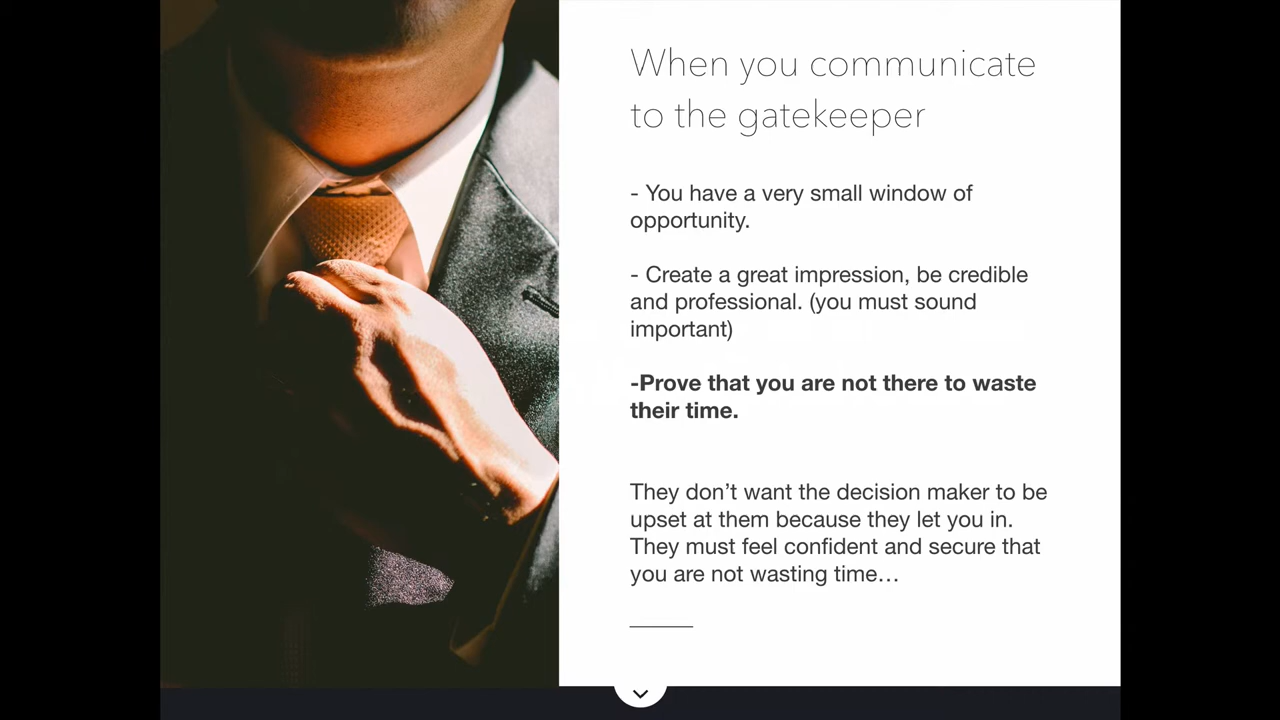 When you communicate
to the gatekeeper
- You have a very small window of
opportunity.
- Create a great impression, be credible
and professional. (you must sound
important)
-Prove that you are not there to waste
their time.
They don’t want the decision maker to be
upset at them because they let you in.
They must feel confident and secure that
you are not wasting time…